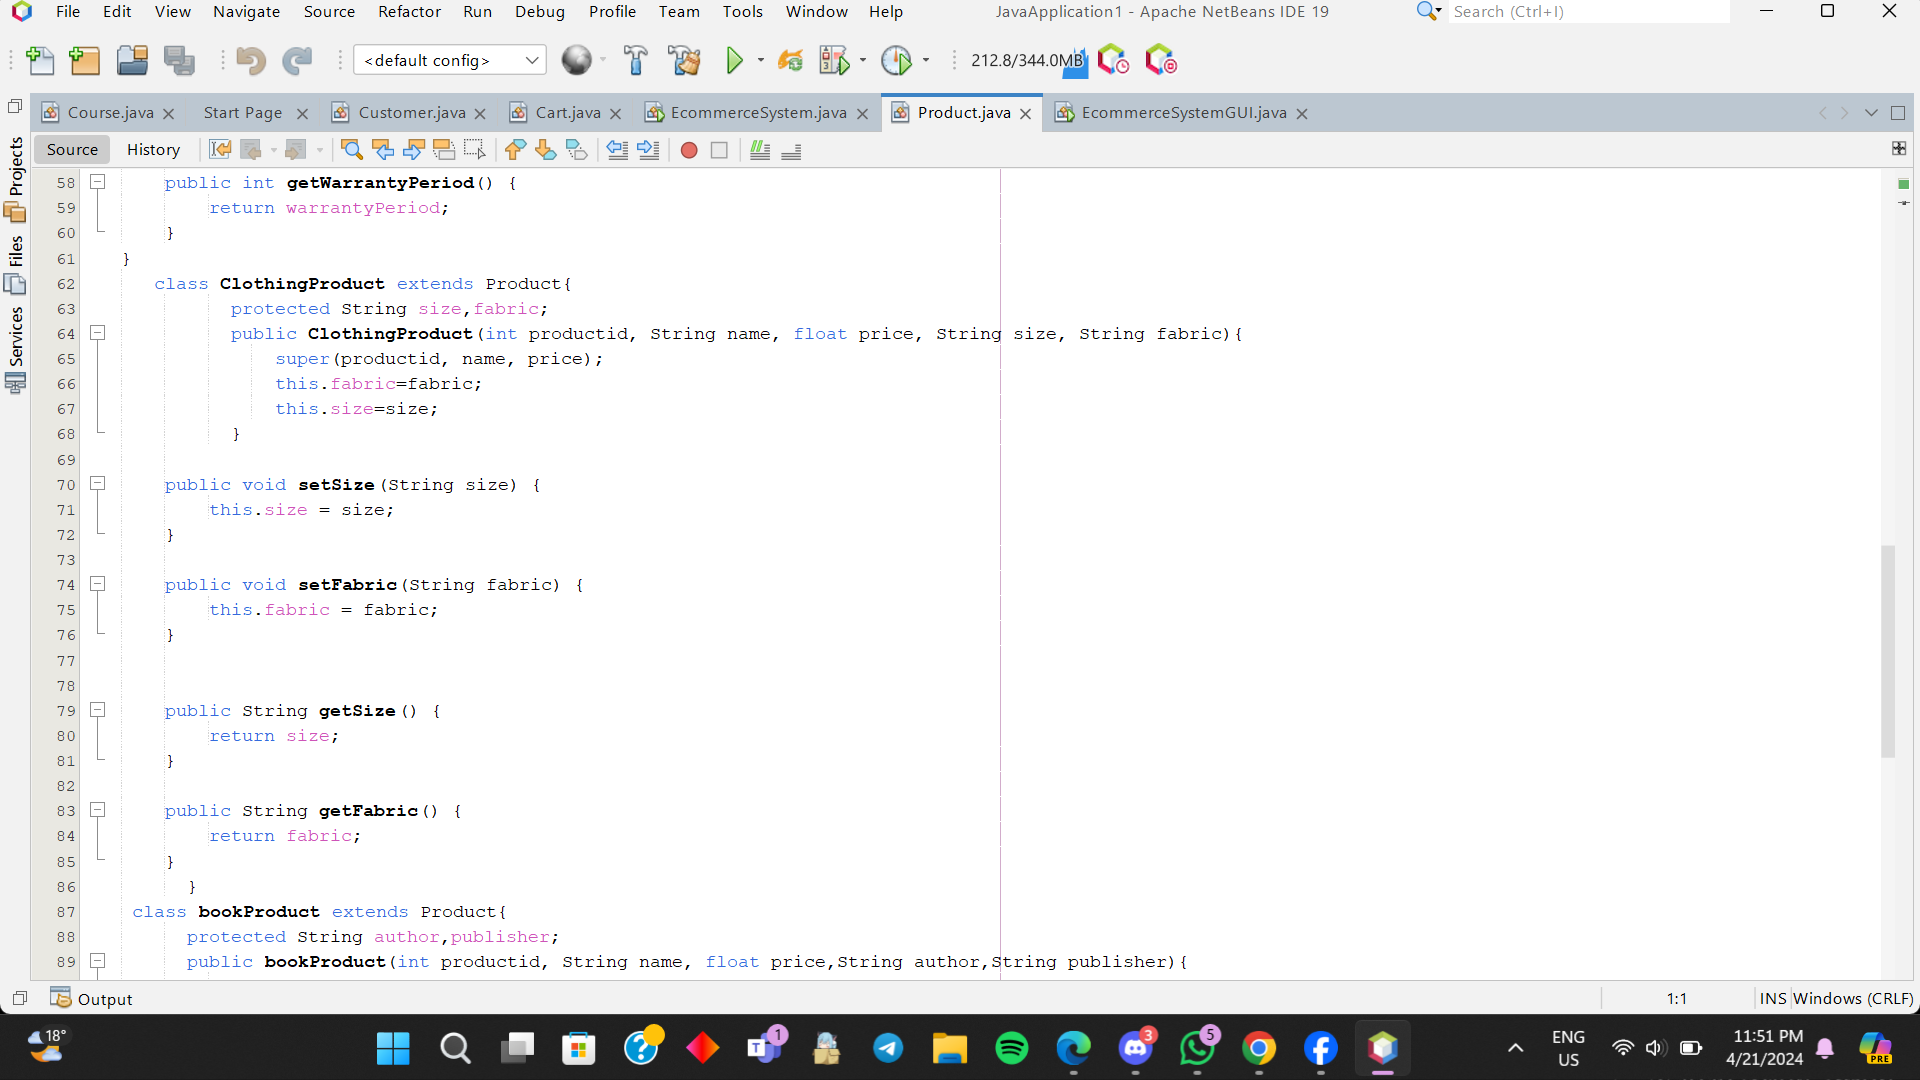 File Edit View Navigate Source Refactor Run Debug Profile Team Tools Window Help JavaApplication1 - Apache NetBeans IDE 19 Search (Ctrl+I)
<default config> 212.8/344.0MB
Course.java Start Page Customer.java Cart.java EcommerceSystem.java Product.java EcommerceSystemGUI.java
Source History
Projects
Files
Services
58 public int getWarrantyPeriod() {
59 return warrantyPeriod;
60 }
61 }
62 class ClothingProduct extends Product{
63 protected String size,fabric;
64 public ClothingProduct(int productid, String name, float price, String size, String fabric){
65 super(productid, name, price);
66 this.fabric=fabric;
67 this.size=size;
68 }
69
70 public void setSize(String size) {
71 this.size = size;
72 }
73
74 public void setFabric(String fabric) {
75 this.fabric = fabric;
76 }
77
78
79 public String getSize() {
80 return size;
81 }
82
83 public String getFabric() {
84 return fabric;
85 }
86 }
87 class bookProduct extends Product{
88 protected String author,publisher;
89 public bookProduct(int productid, String name, float price,String author,String publisher){
Output 1:1 INS Windows (CRLF)
18° 1 3 5 ENG US 11:51 PM 4/21/2024 PRE